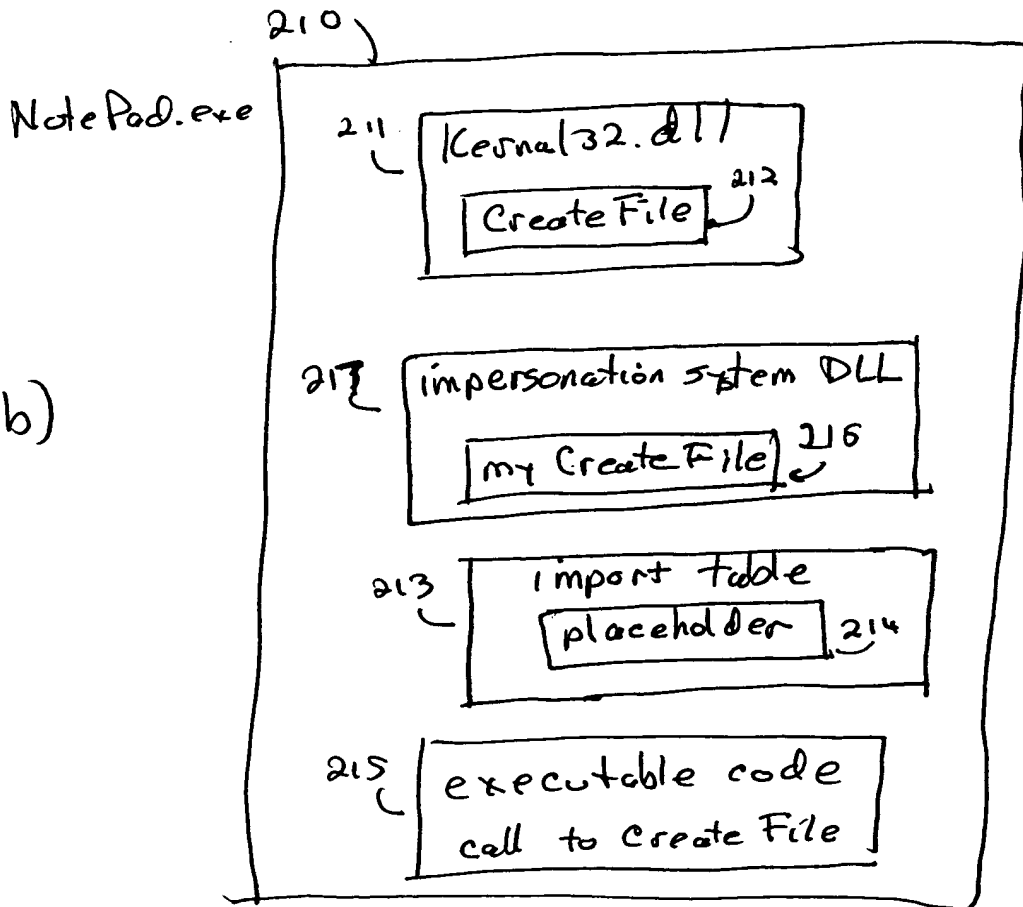 210
NotePad.exe
211
Kernal32.dll
212
CreateFile
217
impersonation system DLL
b)
216
my CreateFile
213
import table
placeholder
214
215
executable code
call to CreateFile